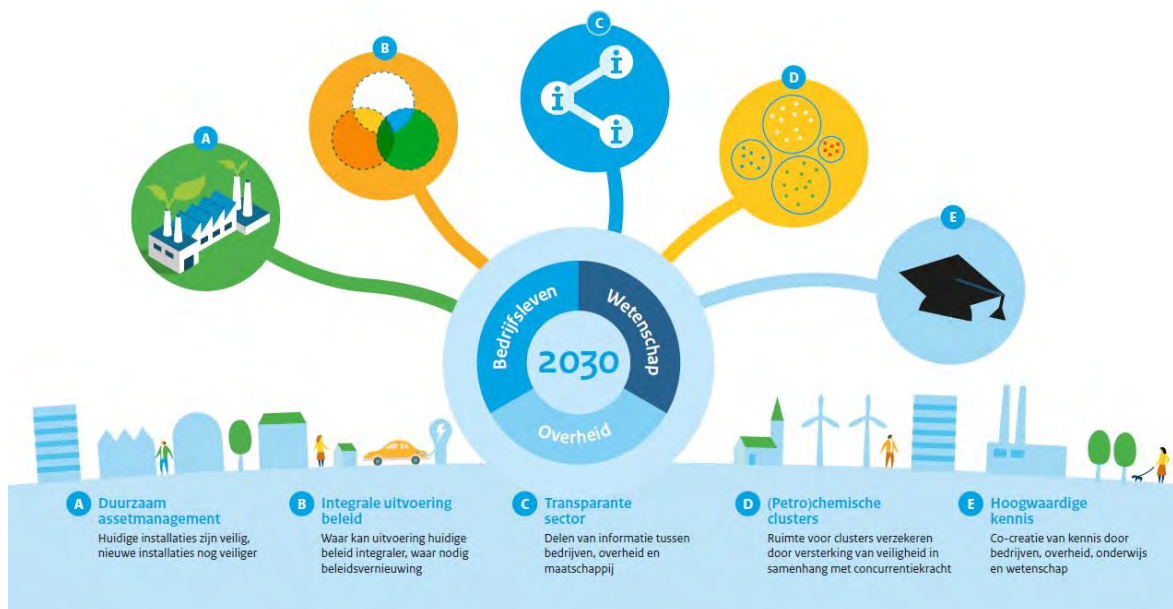 A
B
C
D
E
Bedrijfsleven
Wetenschap
2030
Overheid
A Duurzaam
assetmanagement
Huidige installaties zijn veilig,
nieuwe installaties nog veiliger
B Integrale uitvoering
beleid
Waar kan uitvoering huidige
beleid integraler, waar nodig
beleidsvernieuwing
C Transparante
sector
Delen van informatie tussen
bedrijven, overheid en
maatschappij
D (Petro)chemische
clusters
Ruimte voor clusters verzekeren
door versterking van veiligheid in
samenhang met concurrentiekracht
E Hoogwaardige
kennis
Co-creatie van kennis door
bedrijven, overheid, onderwijs
en wetenschap